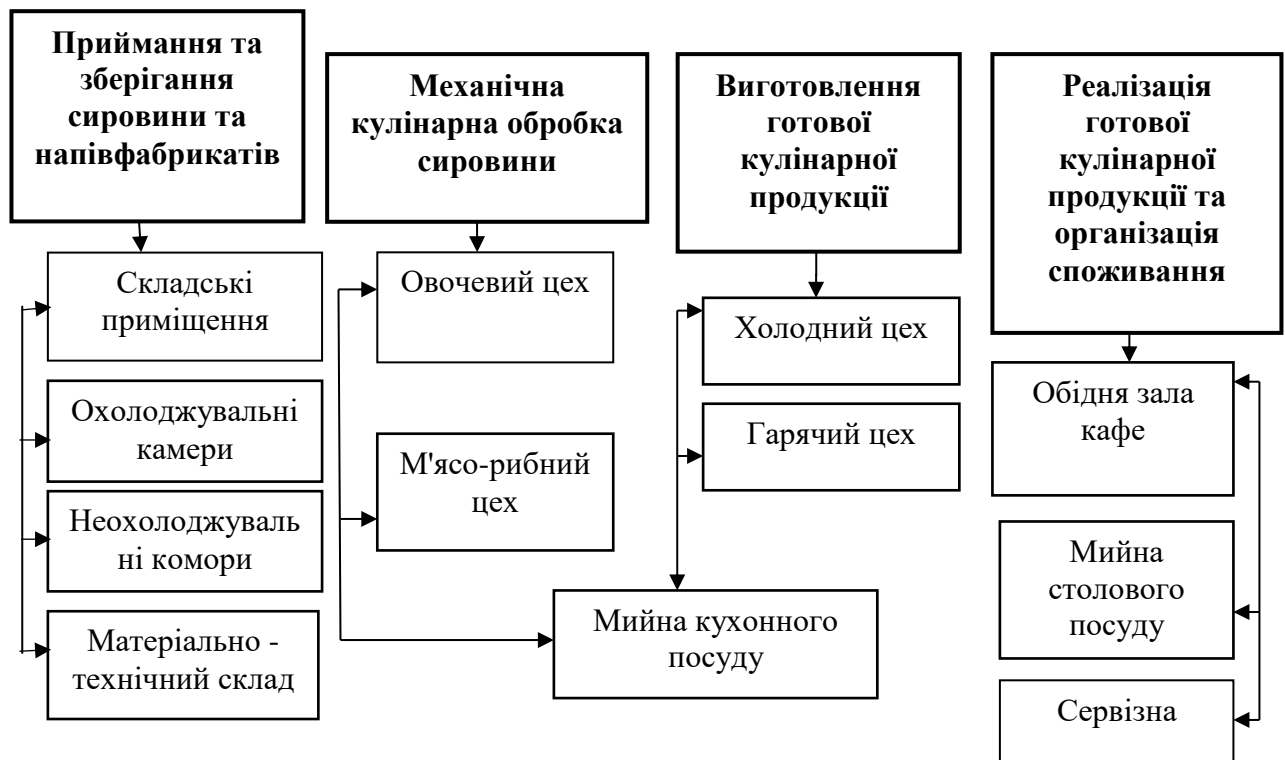 Приймання та
зберігання
сировини та
напівфабрикатів
Механічна
кулінарна обробка
сировини
Виготовлення
готової
кулінарної
продукції
Реалізація
готової
кулінарної
продукції та
організація
споживання
Складські
приміщення
Охолоджувальні
камери
Неохолоджуваль
ні комори
Матеріально -
технічний склад
Овочевий цех
М'ясо-рибний
цех
Холодний цех
Гарячий цех
Мийна кухонного
посуду
Обідня зала
кафе
Мийна
столового
посуду
Сервізна